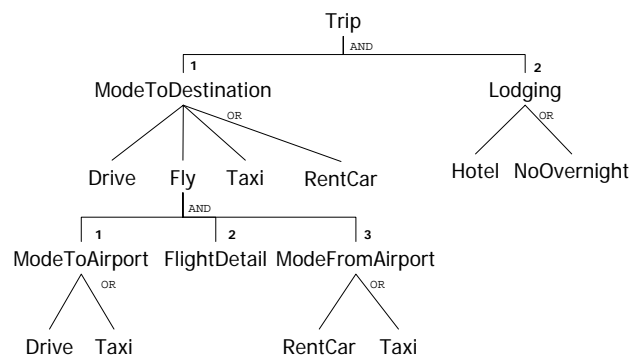 Trip
AND
1 2
ModeToDestination Lodging
OR OR
Drive Fly Taxi RentCar Hotel NoOvernight
AND
1 2 3
ModeToAirport FlightDetail ModeFromAirport
OR OR
Drive Taxi RentCar Taxi